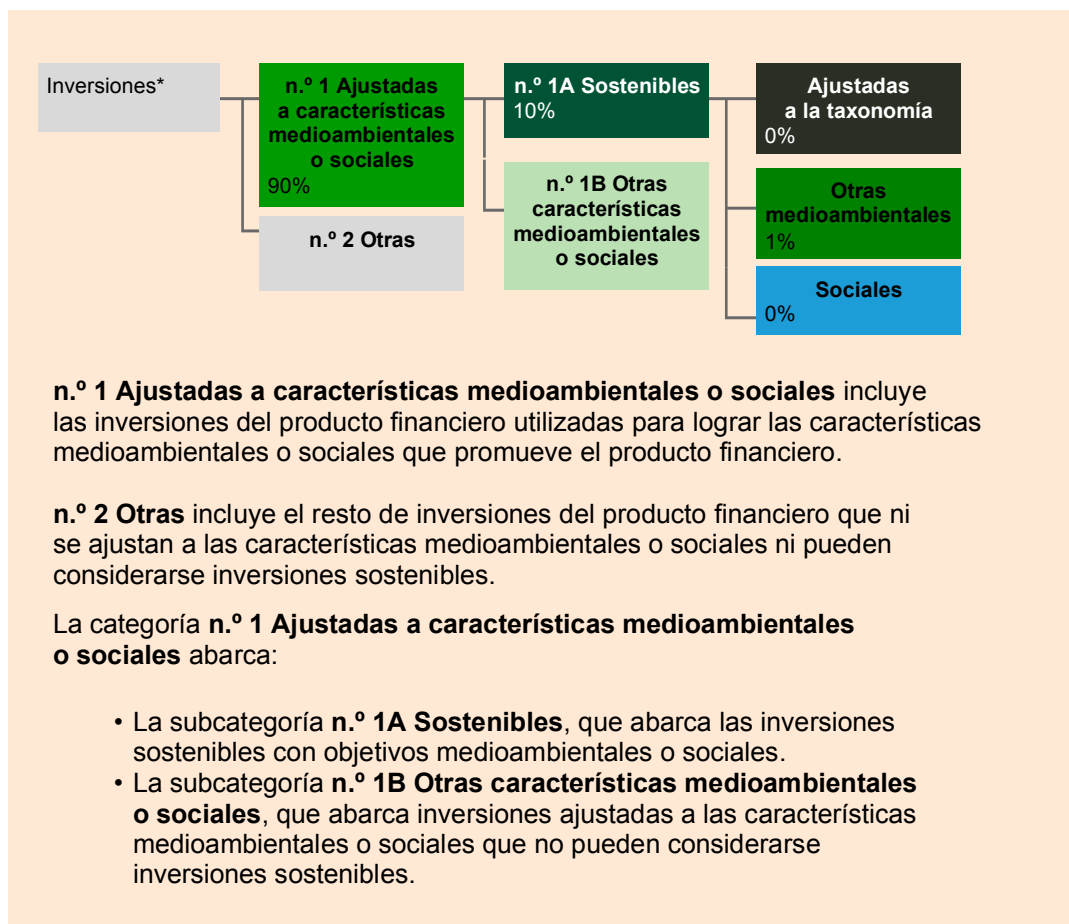 Inversiones*
n.º 1 Ajustadas
a características
medioambientales
o sociales
90%
n.º 2 Otras
n.º 1A Sostenibles
10%
n.º 1B Otras
características
medioambientales
o sociales
Ajustadas
a la taxonomía
0%
Otras
medioambientales
1%
Sociales
0%
n.º 1 Ajustadas a características medioambientales o sociales incluye
las inversiones del producto financiero utilizadas para lograr las características
medioambientales o sociales que promueve el producto financiero.
n.º 2 Otras incluye el resto de inversiones del producto financiero que ni
se ajustan a las características medioambientales o sociales ni pueden
considerarse inversiones sostenibles.
La categoría n.º 1 Ajustadas a características medioambientales
o sociales abarca:
• La subcategoría n.º 1A Sostenibles, que abarca las inversiones
sostenibles con objetivos medioambientales o sociales.
• La subcategoría n.º 1B Otras características medioambientales
o sociales, que abarca inversiones ajustadas a las características
medioambientales o sociales que no pueden considerarse
inversiones sostenibles.